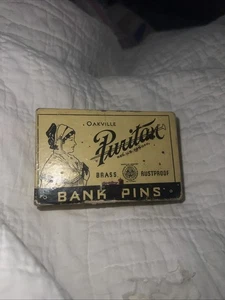 OAKVILLE
Puritan
BRASS RUSTPROOF
BANK PINS